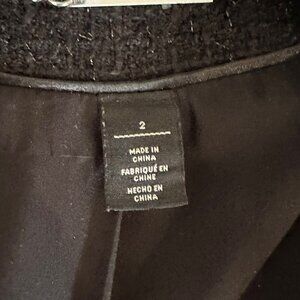 2
MADE IN
CHINA
FABRIQUÉ EN
CHINE
HECHO EN
CHINA